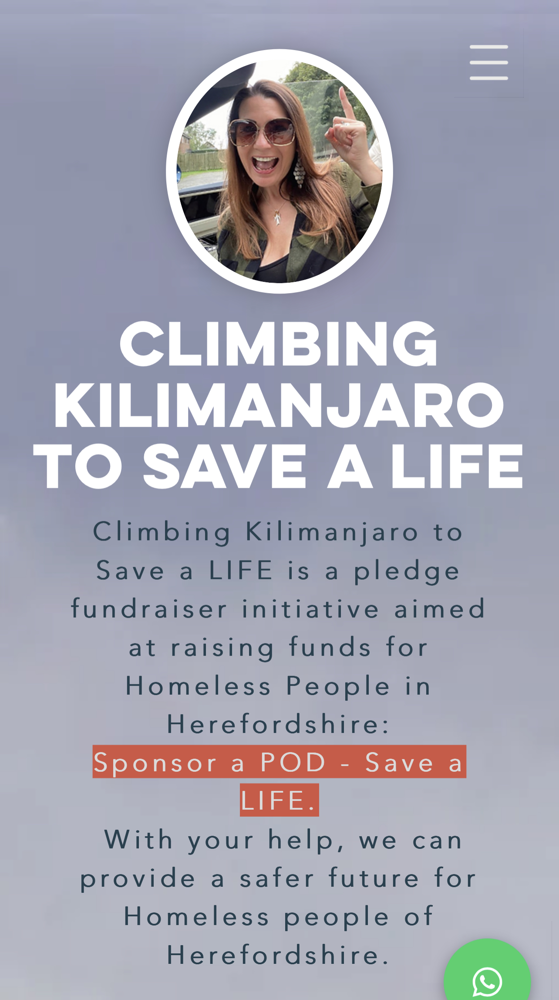 CLIMBING
KILIMANJARO
TO SAVE A LIFE
Climbing Kilimanjaro to
Save a LIFE is a pledge
fundraiser initiative aimed
at raising funds for
Homeless People in
Herefordshire:
Sponsor a POD - Save a
LIFE.
With your help, we can
provide a safer future for
Homeless people of
Herefordshire.